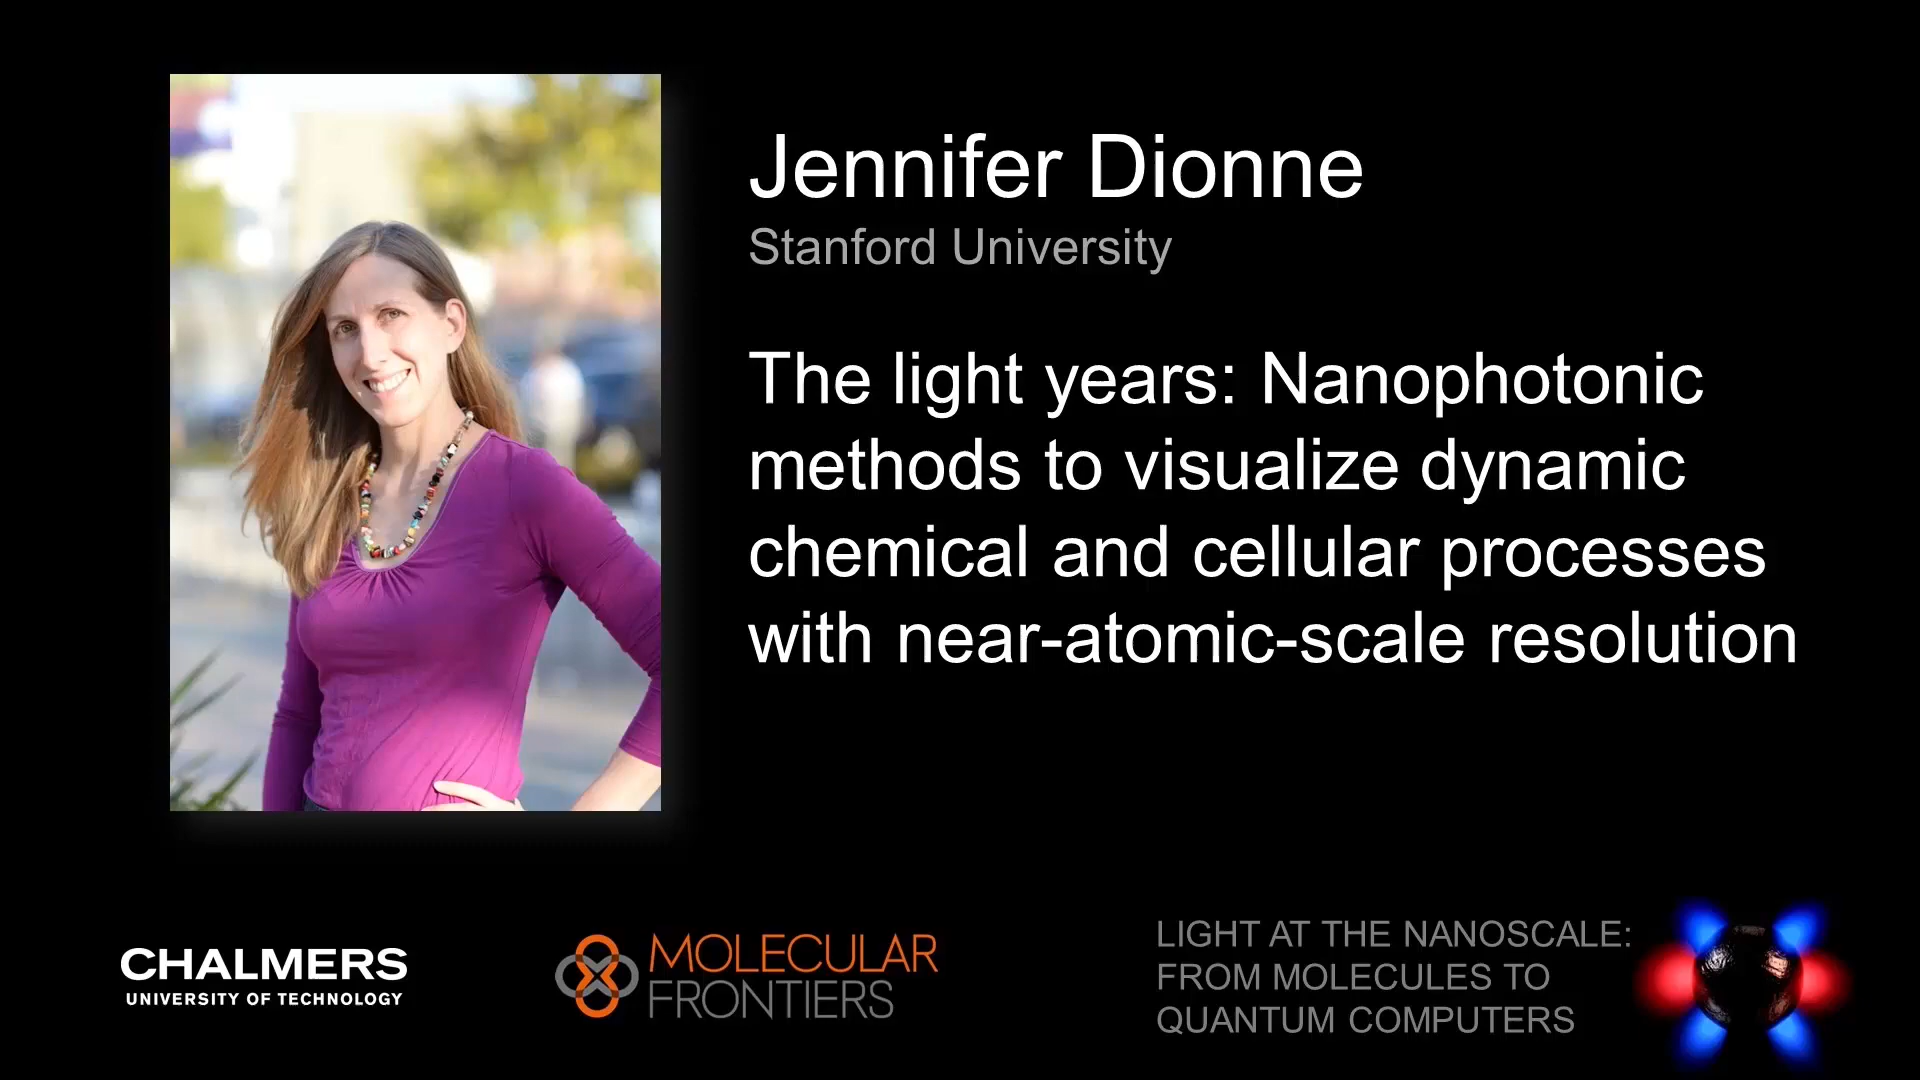 Jennifer Dionne
Stanford University
The light years: Nanophotonic
methods to visualize dynamic
chemical and cellular processes
with near-atomic-scale resolution
CHALMERS
UNIVERSITY OF TECHNOLOGY
MOLECULAR
FRONTIERS
LIGHT AT THE NANOSCALE:
FROM MOLECULES TO
QUANTUM COMPUTERS